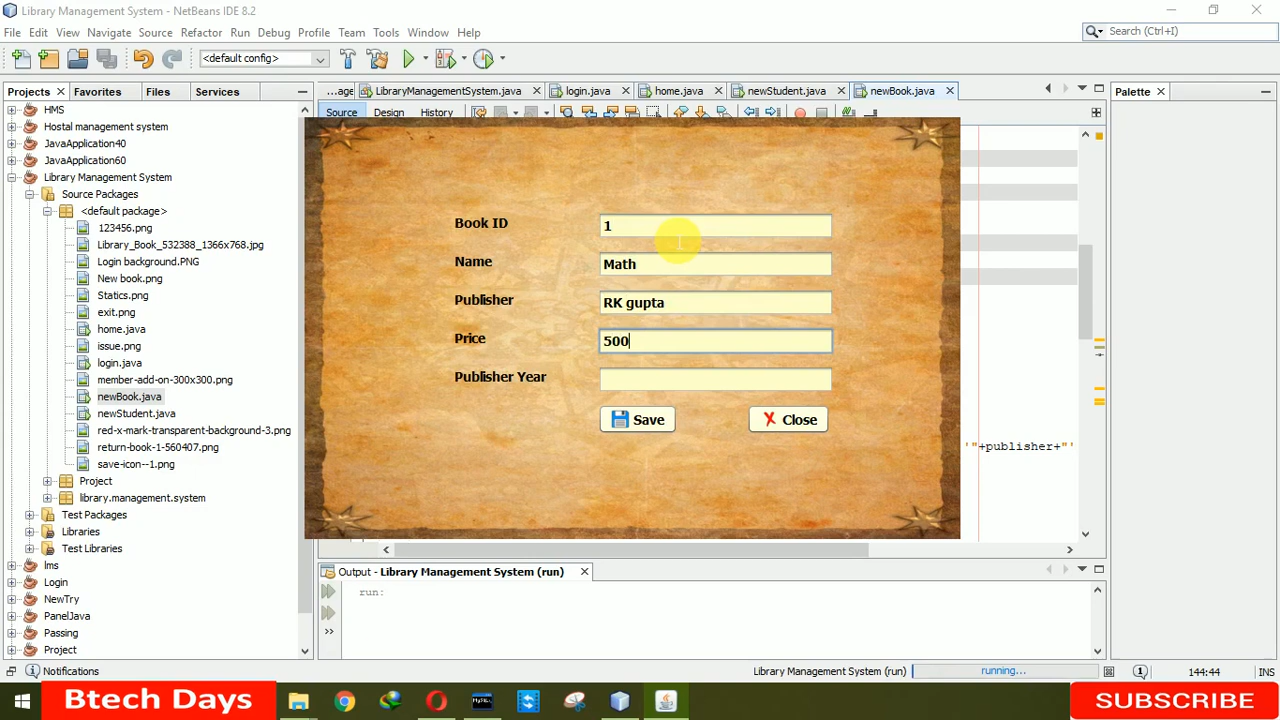 Library Management System - NetBeans IDE 8.2
File Edit View Navigate Source Refactor Run Debug Profile Team Tools Window Help
Search (Ctrl+I)
<default config>
Projects Favorites Files Services
...age LibraryManagementSystem.java login.java home.java newStudent.java newBook.java
Palette
Source Design History
HMS
Hostal management system
JavaApplication40
JavaApplication60
Library Management System
Source Packages
<default package>
123456.png
Library_Book_532388_1366x768.jpg
Login background.PNG
New book.png
Statics.png
exit.png
home.java
issue.png
login.java
member-add-on-300x300.png
newBook.java
newStudent.java
red-x-mark-transparent-background-3.png
return-book-1-560407.png
save-icon--1.png
Project
library.management.system
Test Packages
Libraries
Test Libraries
lms
Login
NewTry
PanelJava
Passing
Project
Book ID 1
Name Math
Publisher RK gupta
Price 500
Publisher Year
Save Close
'"+publisher+"'
Output - Library Management System (run)
run:
Notifications
Library Management System (run) running... 144:44 INS
Btech Days
SUBSCRIBE